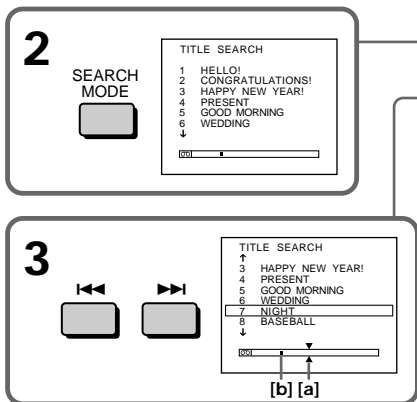 2
SEARCH
MODE
TITLE SEARCH
1 HELLO!
2 CONGRATULATIONS!
3 HAPPY NEW YEAR!
4 PRESENT
5 GOOD MORNING
6 WEDDING
↓
3
TITLE SEARCH
↑
3 HAPPY NEW YEAR!
4 PRESENT
5 GOOD MORNING
6 WEDDING
7 NIGHT
8 BASEBALL
↓
[b] [a]